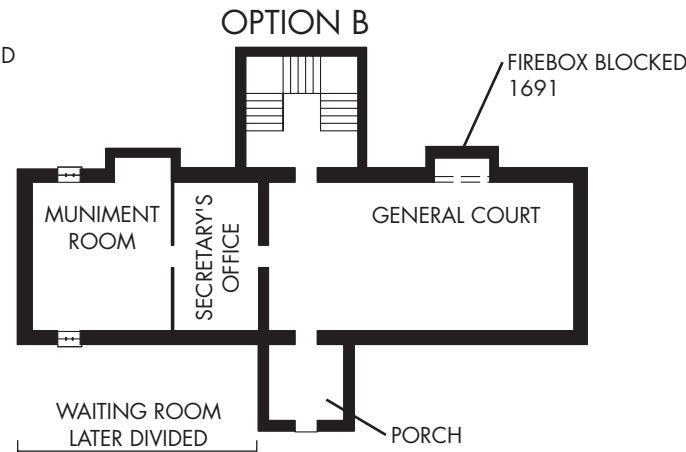 OPTION B
D
FIREBOX BLOCKED
1691
MUNIMENT
ROOM
SECRETARY'S
OFFICE
GENERAL COURT
WAITING ROOM
LATER DIVIDED
PORCH